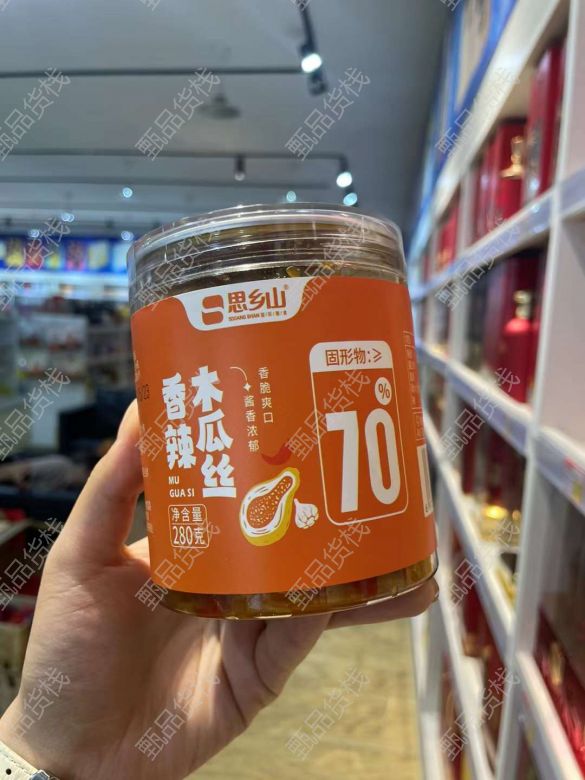 思乡山®
香辣
木瓜丝
MU
GUA SI
香脆爽口
酱香浓郁
净含量
280克
固形物:≥
70%
甄品货栈